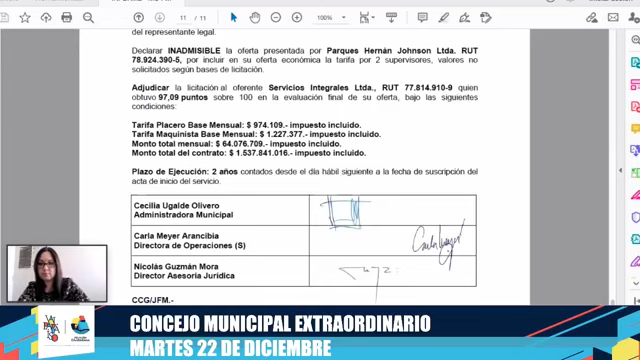 11 / 11
100%
del representante legal.
Declarar INADMISIBLE la oferta presentada por Parques Hernán Johnson Ltda. RUT
78.924.390-5, por incluir en su oferta económica la tarifa por 2 supervisores, valores no
solicitados según bases de licitación.
Adjudicar la licitación al oferente Servicios Integrales Ltda., RUT 77.814.910-9 quien
obtuvo 97,09 puntos sobre 100 en la evaluación final de su oferta, bajo las siguientes
condiciones:
Tarifa Placero Base Mensual: $ 974.109.- impuesto incluido.
Tarifa Maquinista Base Mensual: $ 1.227.377.- impuesto incluido.
Monto total mensual: $ 64.076.709.- impuesto incluido.
Monto total del contrato: $ 1.537.841.016.- impuesto incluido.
Plazo de Ejecución: 2 años contados desde el día hábil siguiente a la fecha de suscripción del
acta de inicio del servicio.
Cecilia Ugalde Olivero
Administradora Municipal
Carla Meyer Arancibia
Directora de Operaciones (S)
Nicolás Guzmán Mora
Director Asesoría Jurídica
CCG/JFM.-
CONCEJO MUNICIPAL EXTRAORDINARIO
MARTES 22 DE DICIEMBRE